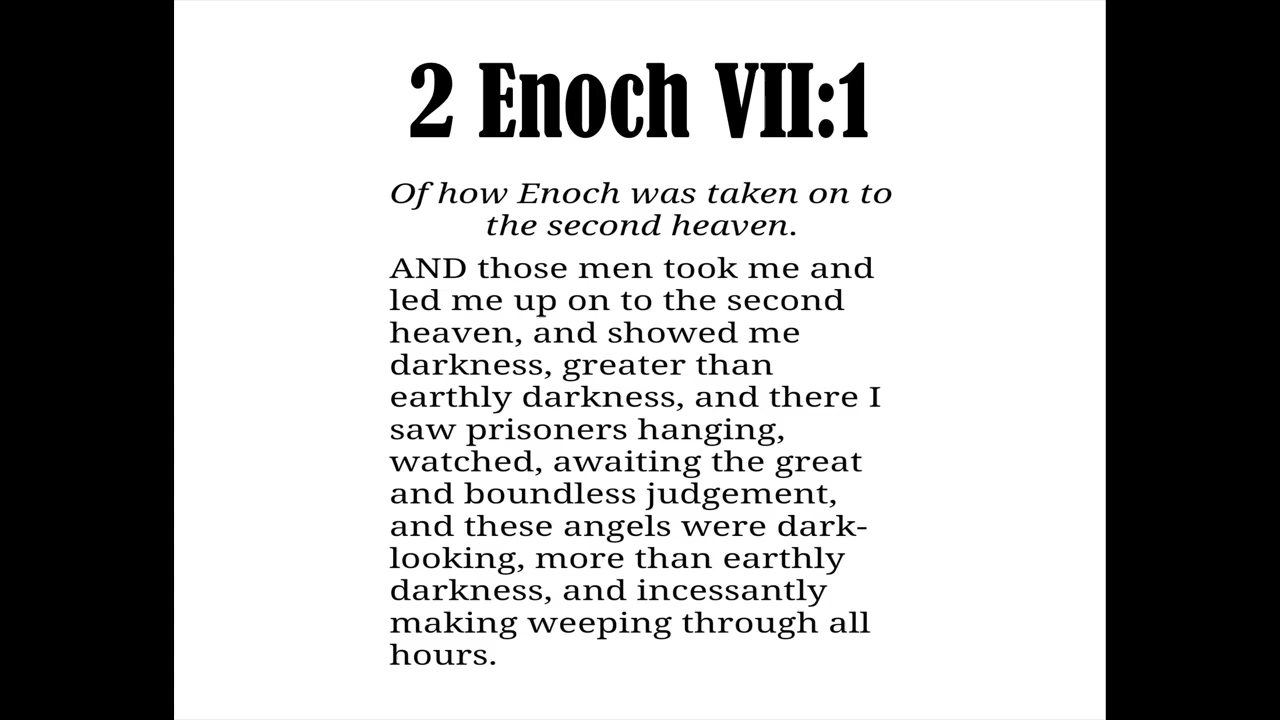 2 Enoch VII:1
Of how Enoch was taken on to
the second heaven.
AND those men took me and
led me up on to the second
heaven, and showed me
darkness, greater than
earthly darkness, and there I
saw prisoners hanging,
watched, awaiting the great
and boundless judgement,
and these angels were dark-
looking, more than earthly
darkness, and incessantly
making weeping through all
hours.